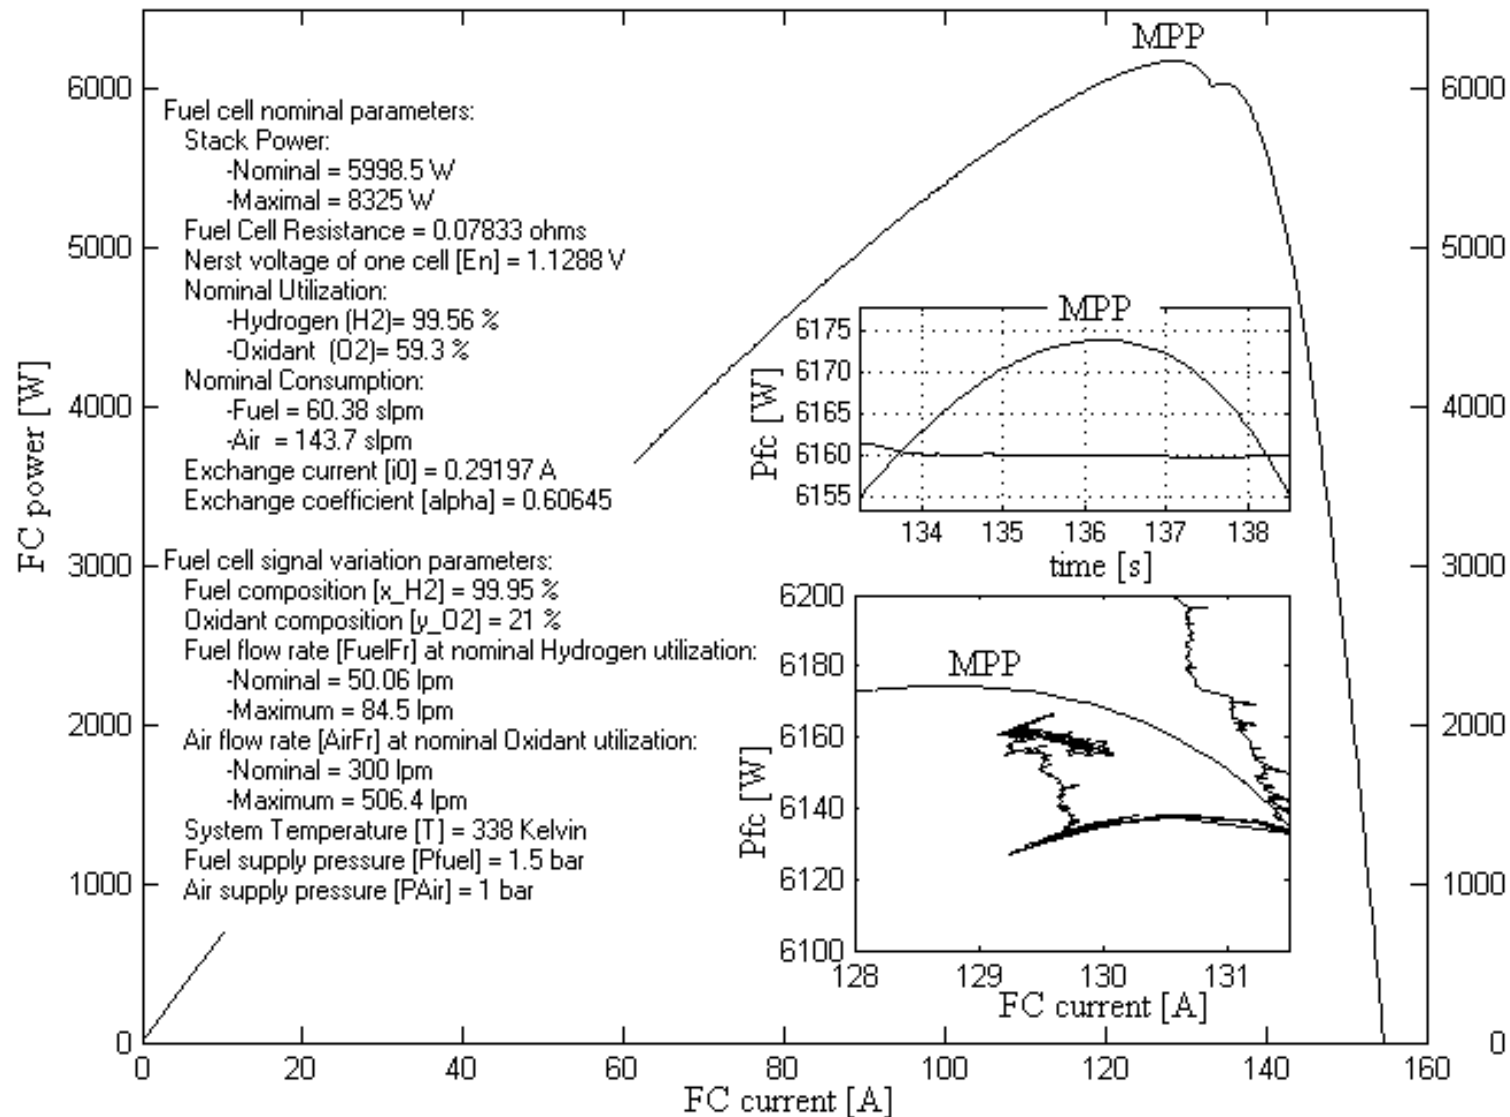 MPP
6000
5000
4000
3000
2000
1000
0
FC power [W]
Fuel cell nominal parameters:
Stack Power:
-Nominal = 5998.5 W
-Maximal = 8325 W
Fuel Cell Resistance = 0.07833 ohms
Nerst voltage of one cell [En] = 1.1288 V
Nominal Utilization:
-Hydrogen (H2)= 99.56 %
-Oxidant (O2)= 59.3 %
Nominal Consumption:
-Fuel = 60.38 slpm
-Air = 143.7 slpm
Exchange current [i0] = 0.29197 A
Exchange coefficient [alpha] = 0.60645
Fuel cell signal variation parameters:
Fuel composition [x_H2] = 99.95 %
Oxidant composition [y_O2] = 21 %
Fuel flow rate [FuelFr] at nominal Hydrogen utilization:
-Nominal = 50.06 lpm
-Maximum = 84.5 lpm
Air flow rate [AirFr] at nominal Oxidant utilization:
-Nominal = 300 lpm
-Maximum = 506.4 lpm
System Temperature [T] = 338 Kelvin
Fuel supply pressure [Pfuel] = 1.5 bar
Air supply pressure [PAir] = 1 bar
MPP
6175
6170
6165
6160
6155
Pfc [W]
134 135 136 137 138
time [s]
6200
6180
6160
6140
6120
6100
Pfc [W]
MPP
128 129 130 131
FC current [A]
6000
5000
4000
3000
2000
1000
0
0 20 40 60 80 100 120 140 160
FC current [A]